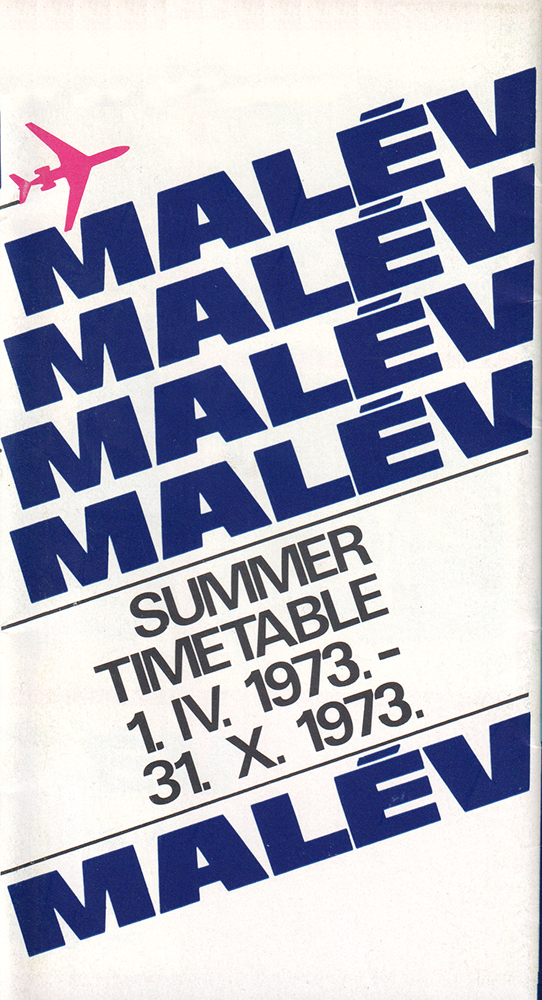 MALÉV
MALÉV
MALÉV
MALÉV
SUMMER
TIMETABLE
1. IV. 1973.-
31. X. 1973.
MALÉV